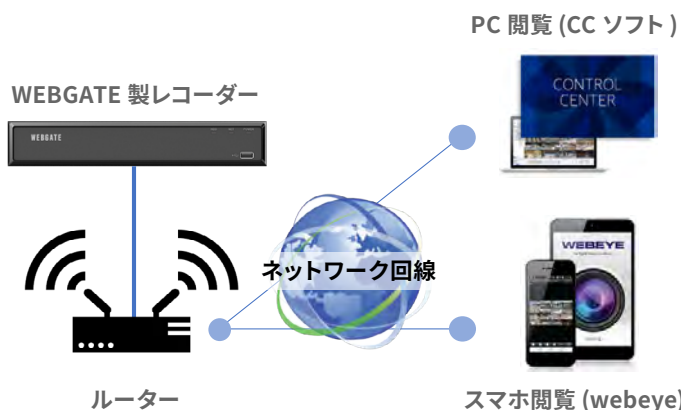 PC 閲覧 (CC ソフト )
WEBGATE 製レコーダー
CONTROL
CENTER
WEBGATE
WEBEYE
ネットワーク回線
ルーター
スマホ閲覧 (webeye)